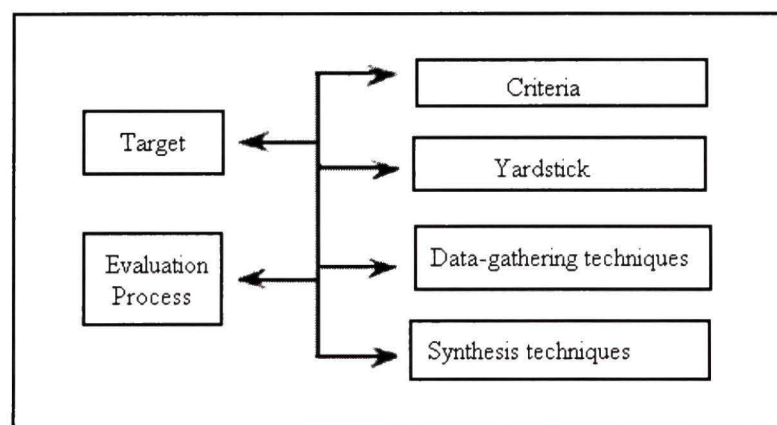 Target
Evaluation
Process
Criteria
Yardstick
Data-gathering techniques
Synthesis techniques